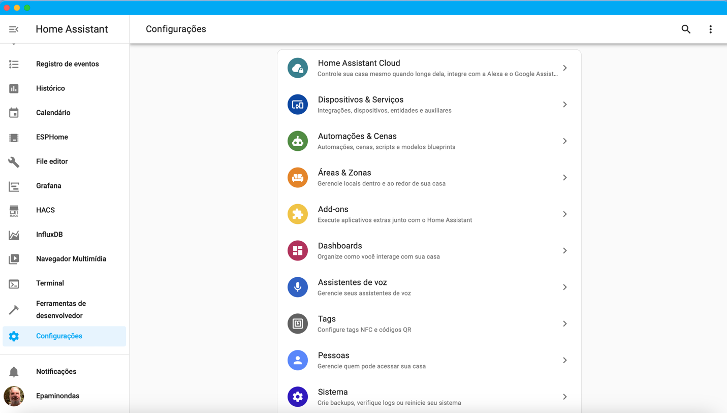 Home Assistant
Configurações
Registro de eventos
Histórico
Calendário
ESPHome
File editor
Grafana
HACS
InfluxDB
Navegador Multimídia
Terminal
Ferramentas de
desenvolvedor
Configurações
Notificações
Epaminondas
Home Assistant Cloud
Controle sua casa mesmo quando longe dela, integre com a Alexa e o Google Assist...
Dispositivos & Serviços
Integrações, dispositivos, entidades e auxiliares
Automações & Cenas
Automações, cenas, scripts e modelos blueprints
Áreas & Zonas
Gerencie locais dentro e ao redor de sua casa
Add-ons
Execute aplicativos extras junto com o Home Assistant
Dashboards
Organize como você interage com sua casa
Assistentes de voz
Gerencie seus assistentes de voz
Tags
Configure tags NFC e códigos QR
Pessoas
Gerencie quem pode acessar sua casa
Sistema
Crie backups, verifique logs ou reinicie seu sistema